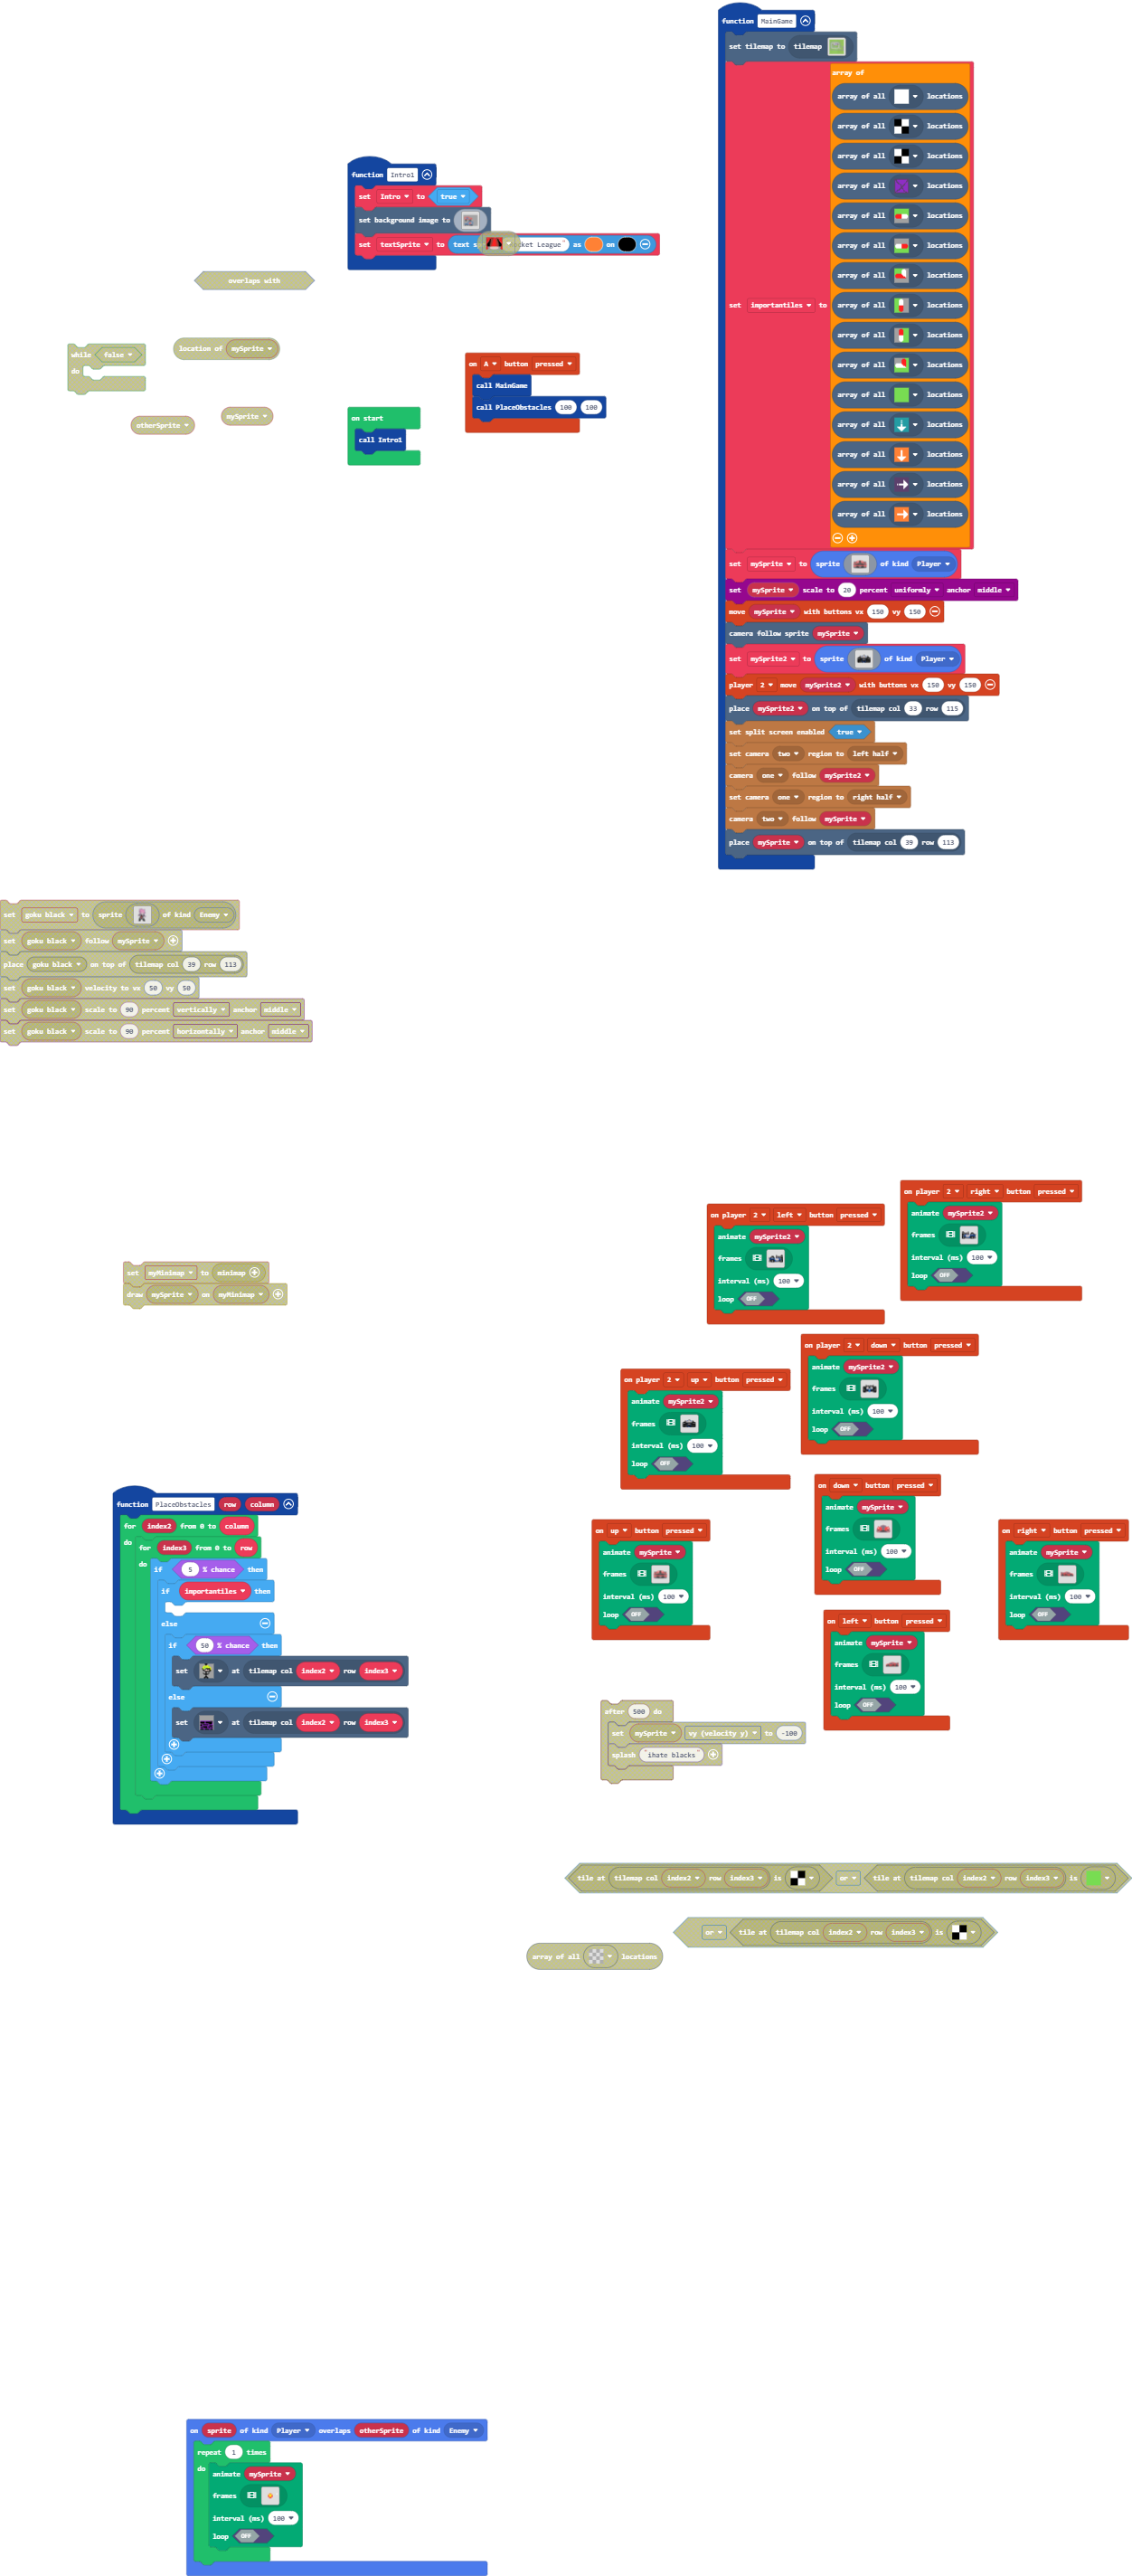 function MainGame
set tilemap to tilemap
array of
array of all locations
array of all locations
array of all locations
array of all locations
array of all locations
array of all locations
array of all locations
set importantiles to array of all locations
array of all locations
array of all locations
array of all locations
array of all locations
array of all locations
array of all locations
array of all locations
set mySprite to sprite of kind Player
set mySprite scale to 20 percent uniformly anchor middle
move mySprite with buttons vx 150 vy 150
camera follow sprite mySprite
set mySprite2 to sprite of kind Player
player 2 move mySprite2 with buttons vx 150 vy 150
place mySprite2 on top of tilemap col 33 row 115
set split screen enabled true
set camera two region to left half
camera one follow mySprite2
set camera one region to right half
camera two follow mySprite
place mySprite on top of tilemap col 39 row 113
function Intro1
set Intro to true
set background image to
set textSprite to text ket League" as on
overlaps with
while false
do
location of mySprite
otherSprite
mySprite
on start
call Intro1
on A button pressed
call MainGame
call PlaceObstacles 100 100
set goku black to sprite of kind Enemy
set goku black follow mySprite
place goku black on top of tilemap col 39 row 113
set goku black velocity to vx 50 vy 50
set goku black scale to 90 percent vertically anchor middle
set goku black scale to 90 percent horizontally anchor middle
set myMinimap to minimap
draw mySprite on myMinimap
on player 2 left button pressed
animate mySprite2
frames
interval (ms) 100
loop OFF
on player 2 right button pressed
animate mySprite2
frames
interval (ms) 100
loop OFF
on player 2 up button pressed
animate mySprite2
frames
interval (ms) 100
loop OFF
on player 2 down button pressed
animate mySprite2
frames
interval (ms) 100
loop OFF
on up button pressed
animate mySprite
frames
interval (ms) 100
loop OFF
on down button pressed
animate mySprite
frames
interval (ms) 100
loop OFF
on right button pressed
animate mySprite
frames
interval (ms) 100
loop OFF
on left button pressed
animate mySprite
frames
interval (ms) 100
loop OFF
function PlaceObstacles row column
for index2 from 0 to column
do for index3 from 0 to row
do if 5 % chance then
if importantiles then
else
if 50 % chance then
set at tilemap col index2 row index3
else
set at tilemap col index2 row index3
after 500 do
set mySprite vy (velocity y) to -100
splash "ihate blacks"
tile at tilemap col index2 row index3 is or tile at tilemap col index2 row index3 is
or tile at tilemap col index2 row index3 is
array of all locations
on sprite of kind Player overlaps otherSprite of kind Enemy
repeat 1 times
do animate mySprite
frames
interval (ms) 100
loop OFF